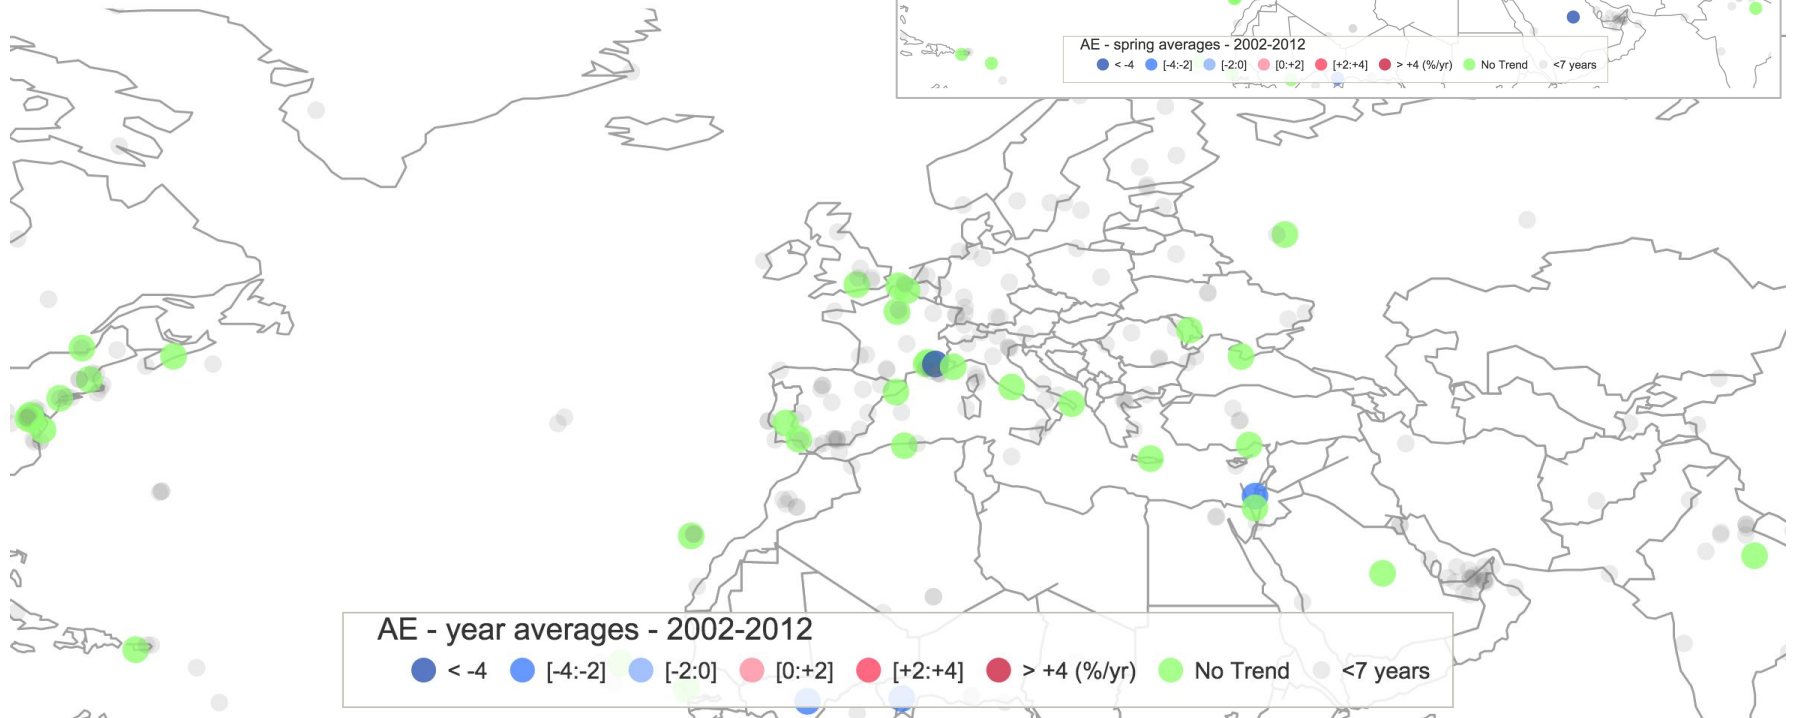 AE - spring averages - 2002-2012
< -4 [-4:-2] [-2:0] [0:+2] [+2:+4] > +4 (%/yr) No Trend <7 years
AE - year averages - 2002-2012
< -4 [-4:-2] [-2:0] [0:+2] [+2:+4] > +4 (%/yr) No Trend <7 years